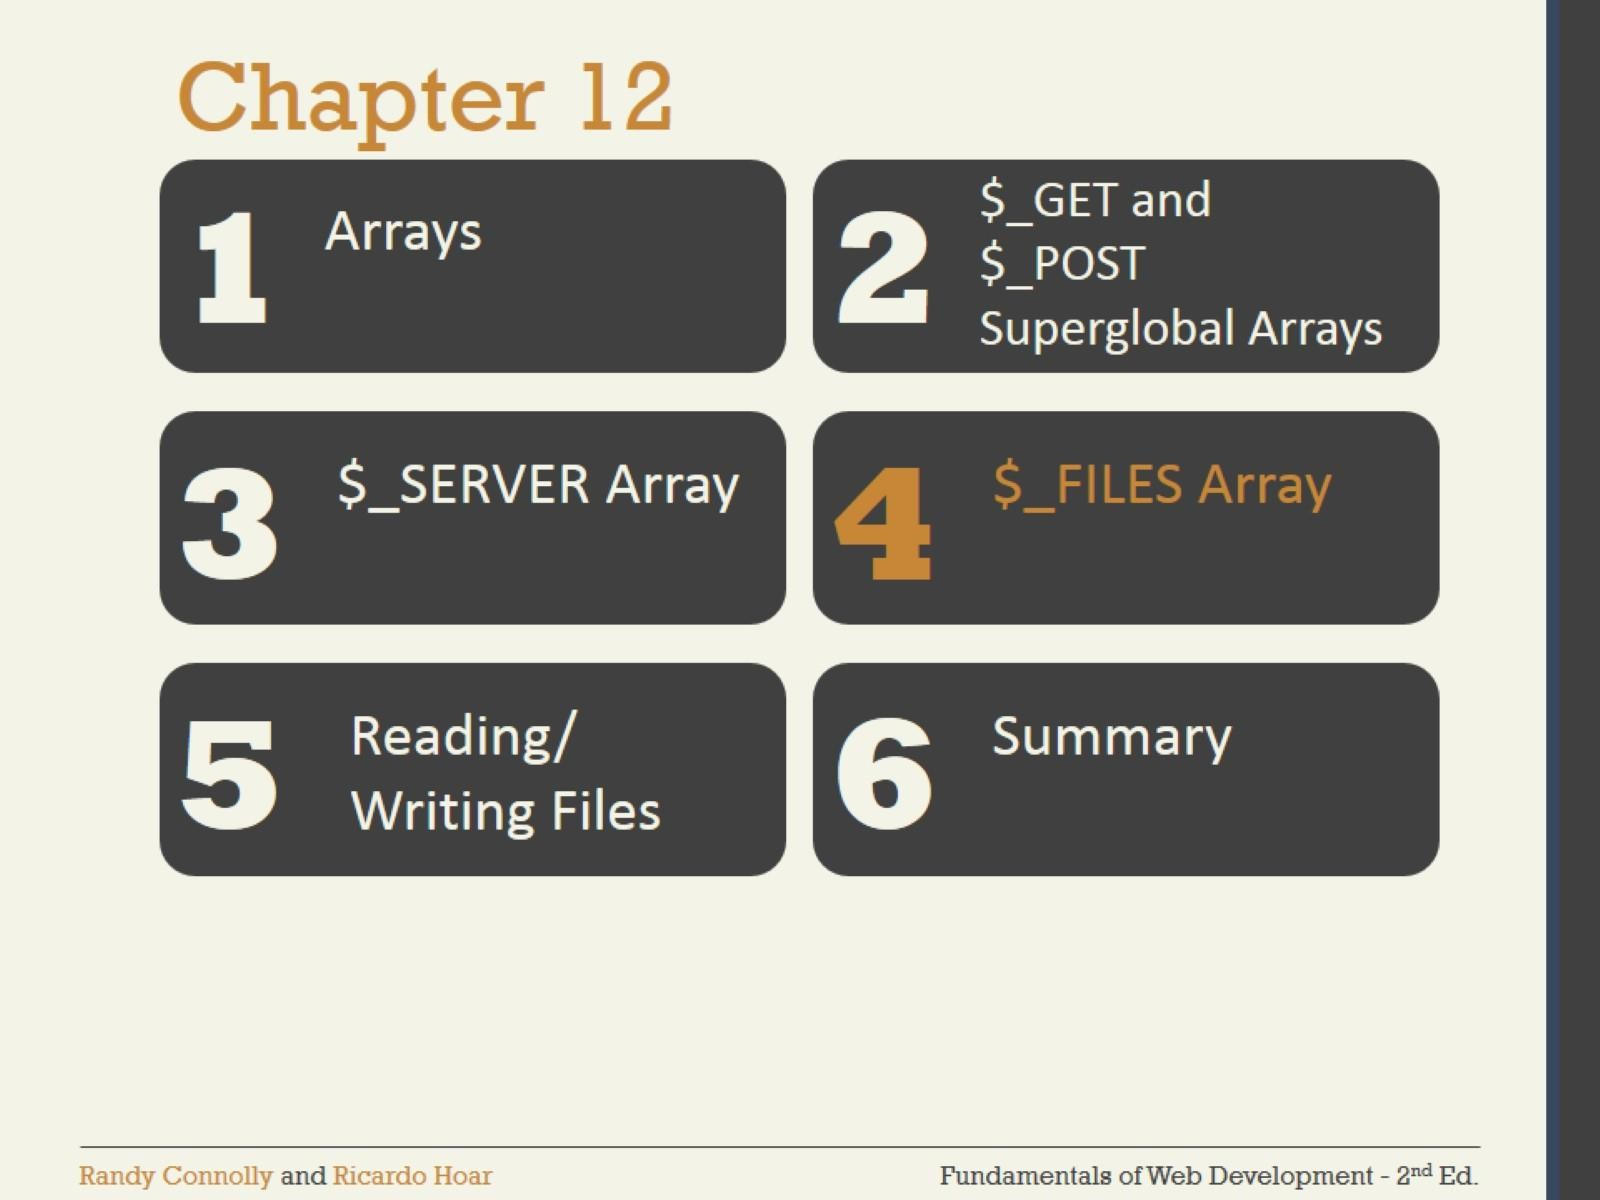 Chapter 12
1
Arrays
2
$_GET and
$_POST
Superglobal Arrays
3
$_SERVER Array
4
$_FILES Array
5
Reading/
Writing Files
6
Summary
Randy Connolly and Ricardo Hoar
Fundamentals of Web Development - 2nd Ed.